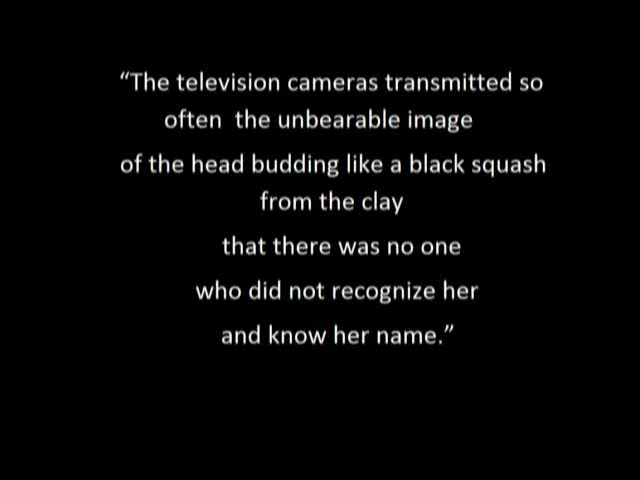 “The television cameras transmitted so
often  the unbearable image
of the head budding like a black squash
from the clay
that there was no one
who did not recognize her
and know her name.”